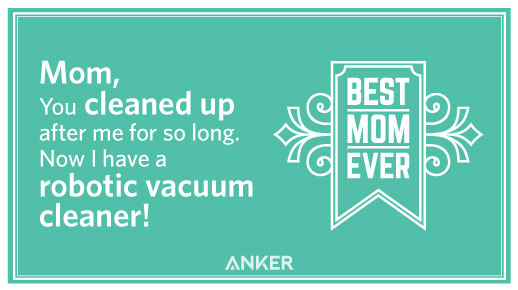 Mom,
You cleaned up
after me for so long.
Now I have a
robotic vacuum
cleaner!
BEST
MOM
EVER
ANKER